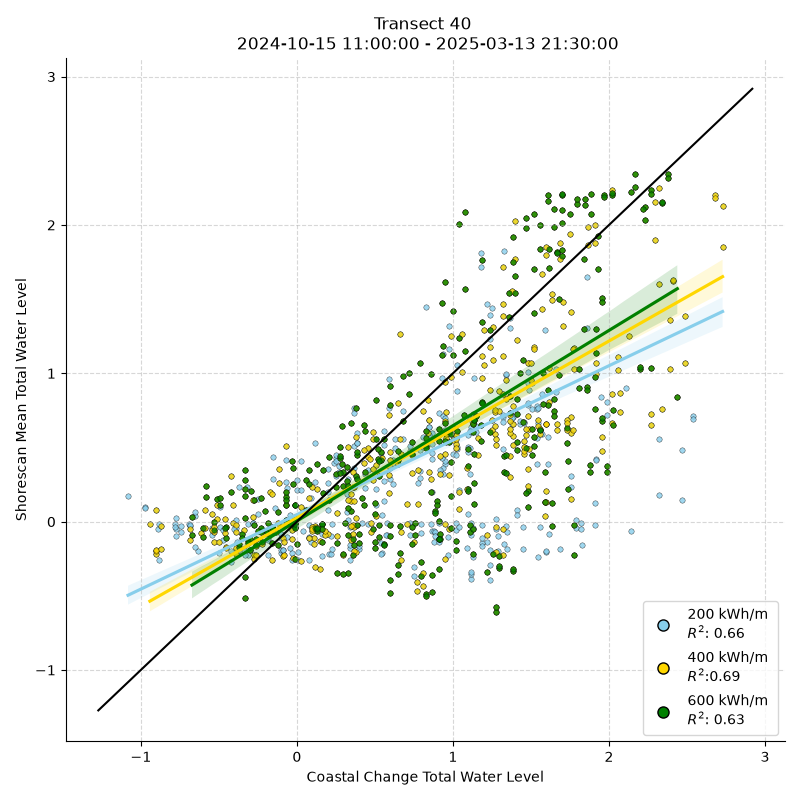 Transect 40
2024-10-15 11:00:00 - 2025-03-13 21:30:00
3
2
1
0
−1
Shorescan Mean Total Water Level
−1
0
1
2
3
Coastal Change Total Water Level
200 kWh/m
R²: 0.66
400 kWh/m
R²:0.69
600 kWh/m
R²: 0.63